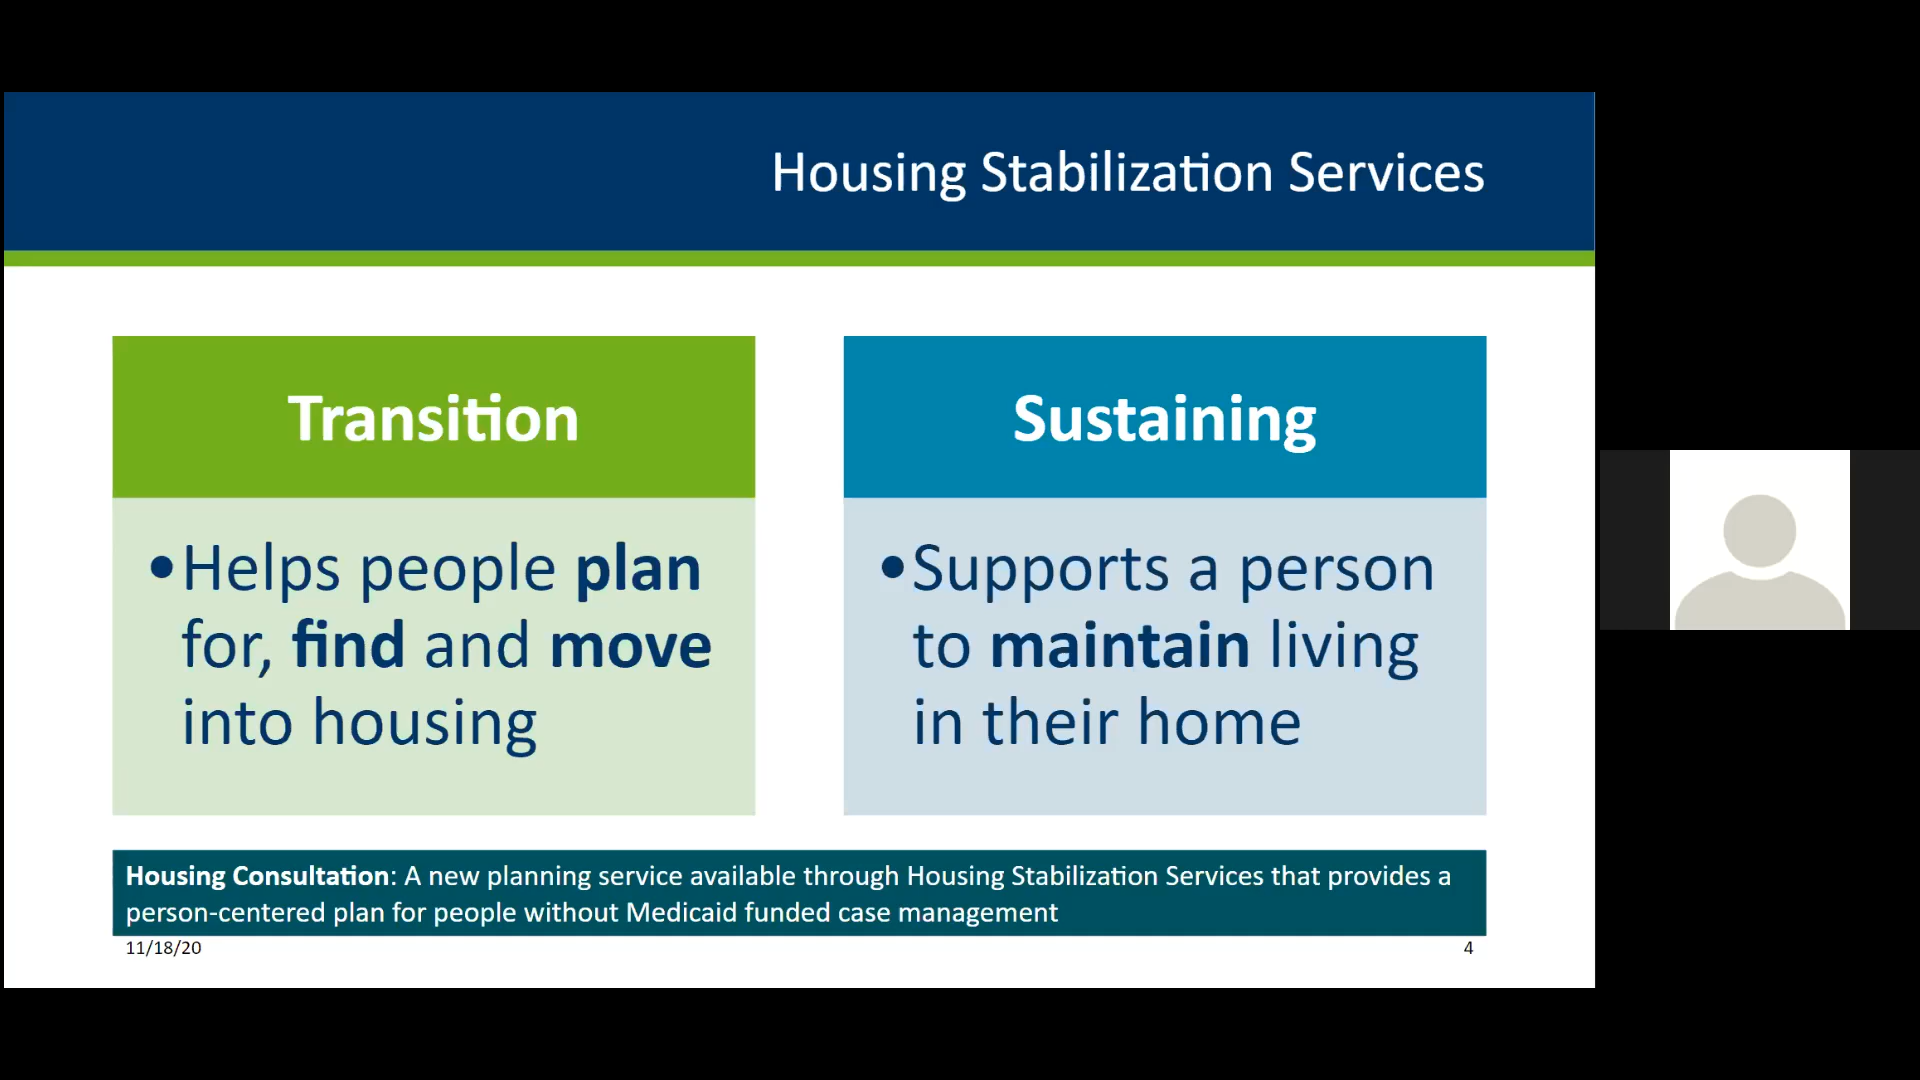 Housing Stabilization Services
Transition
•Helps people plan
for, find and move
into housing
Sustaining
•Supports a person
to maintain living
in their home
Housing Consultation: A new planning service available through Housing Stabilization Services that provides a
person-centered plan for people without Medicaid funded case management
11/18/20
4